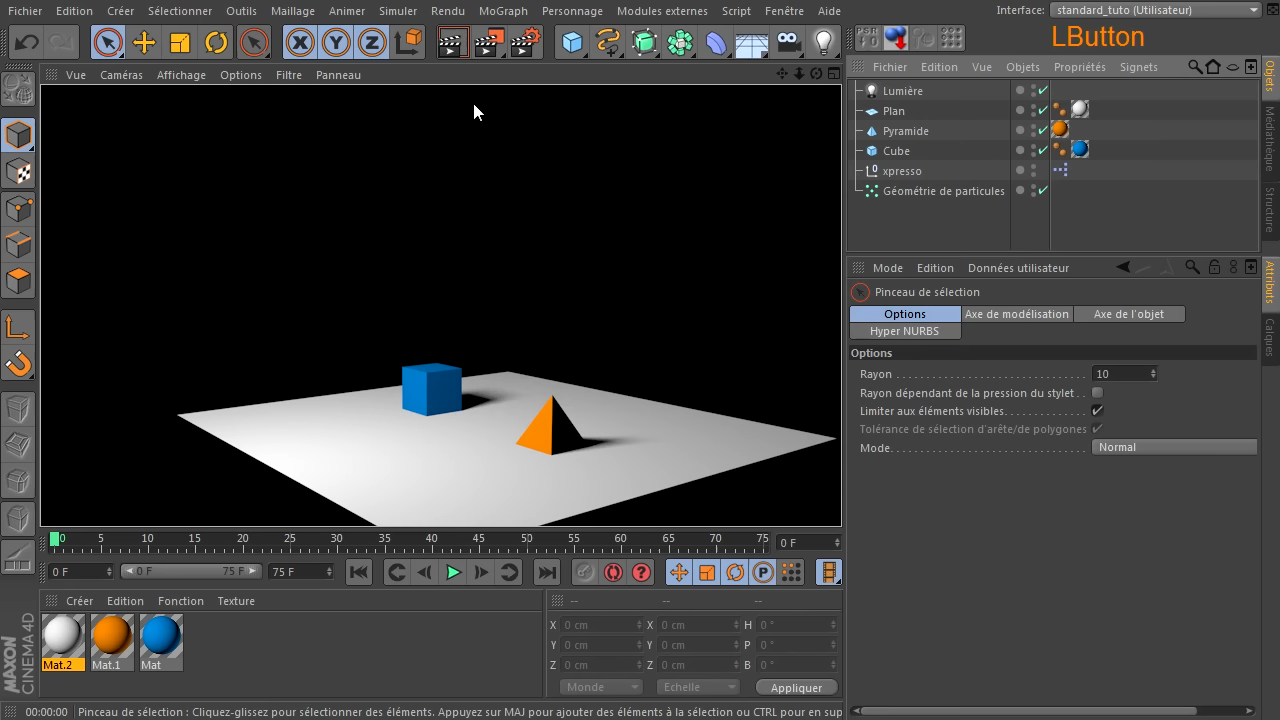 Fichier Edition Créer Sélectionner Outils Maillage Animer Simuler Rendu MoGraph Personnage Modules externes Script Fenêtre Aide Interface: standard_tuto (Utilisateur)
LButton
PSR
Vue Caméras Affichage Options Filtre Panneau
Fichier Edition Vue Objets Propriétés Signets
Lumière
Plan
Pyramide
Cube
xpresso
Géométrie de particules
Objets
Médiathèque
Structure
Mode Edition Données utilisateur
Pinceau de sélection
Options Axe de modélisation Axe de l'objet
Hyper NURBS
Options
Rayon 10
Rayon dépendant de la pression du stylet
Limiter aux éléments visibles
Tolérance de sélection d'arête/de polygones
Mode Normal
Attributs
Calques
0 5 10 15 20 25 30 35 40 45 50 55 60 65 70 75 0 F
0 F 0 F 75 F 75 F
Créer Edition Fonction Texture
Mat.2 Mat.1 Mat
-- -- --
X 0 cm X 0 cm H 0 °
Y 0 cm Y 0 cm P 0 °
Z 0 cm Z 0 cm B 0 °
Monde Echelle Appliquer
MAXON
CINEMA 4D
00:00:00 Pinceau de sélection : Cliquez-glissez pour sélectionner des éléments. Appuyez sur MAJ pour ajouter des éléments à la sélection ou CTRL pour en sup